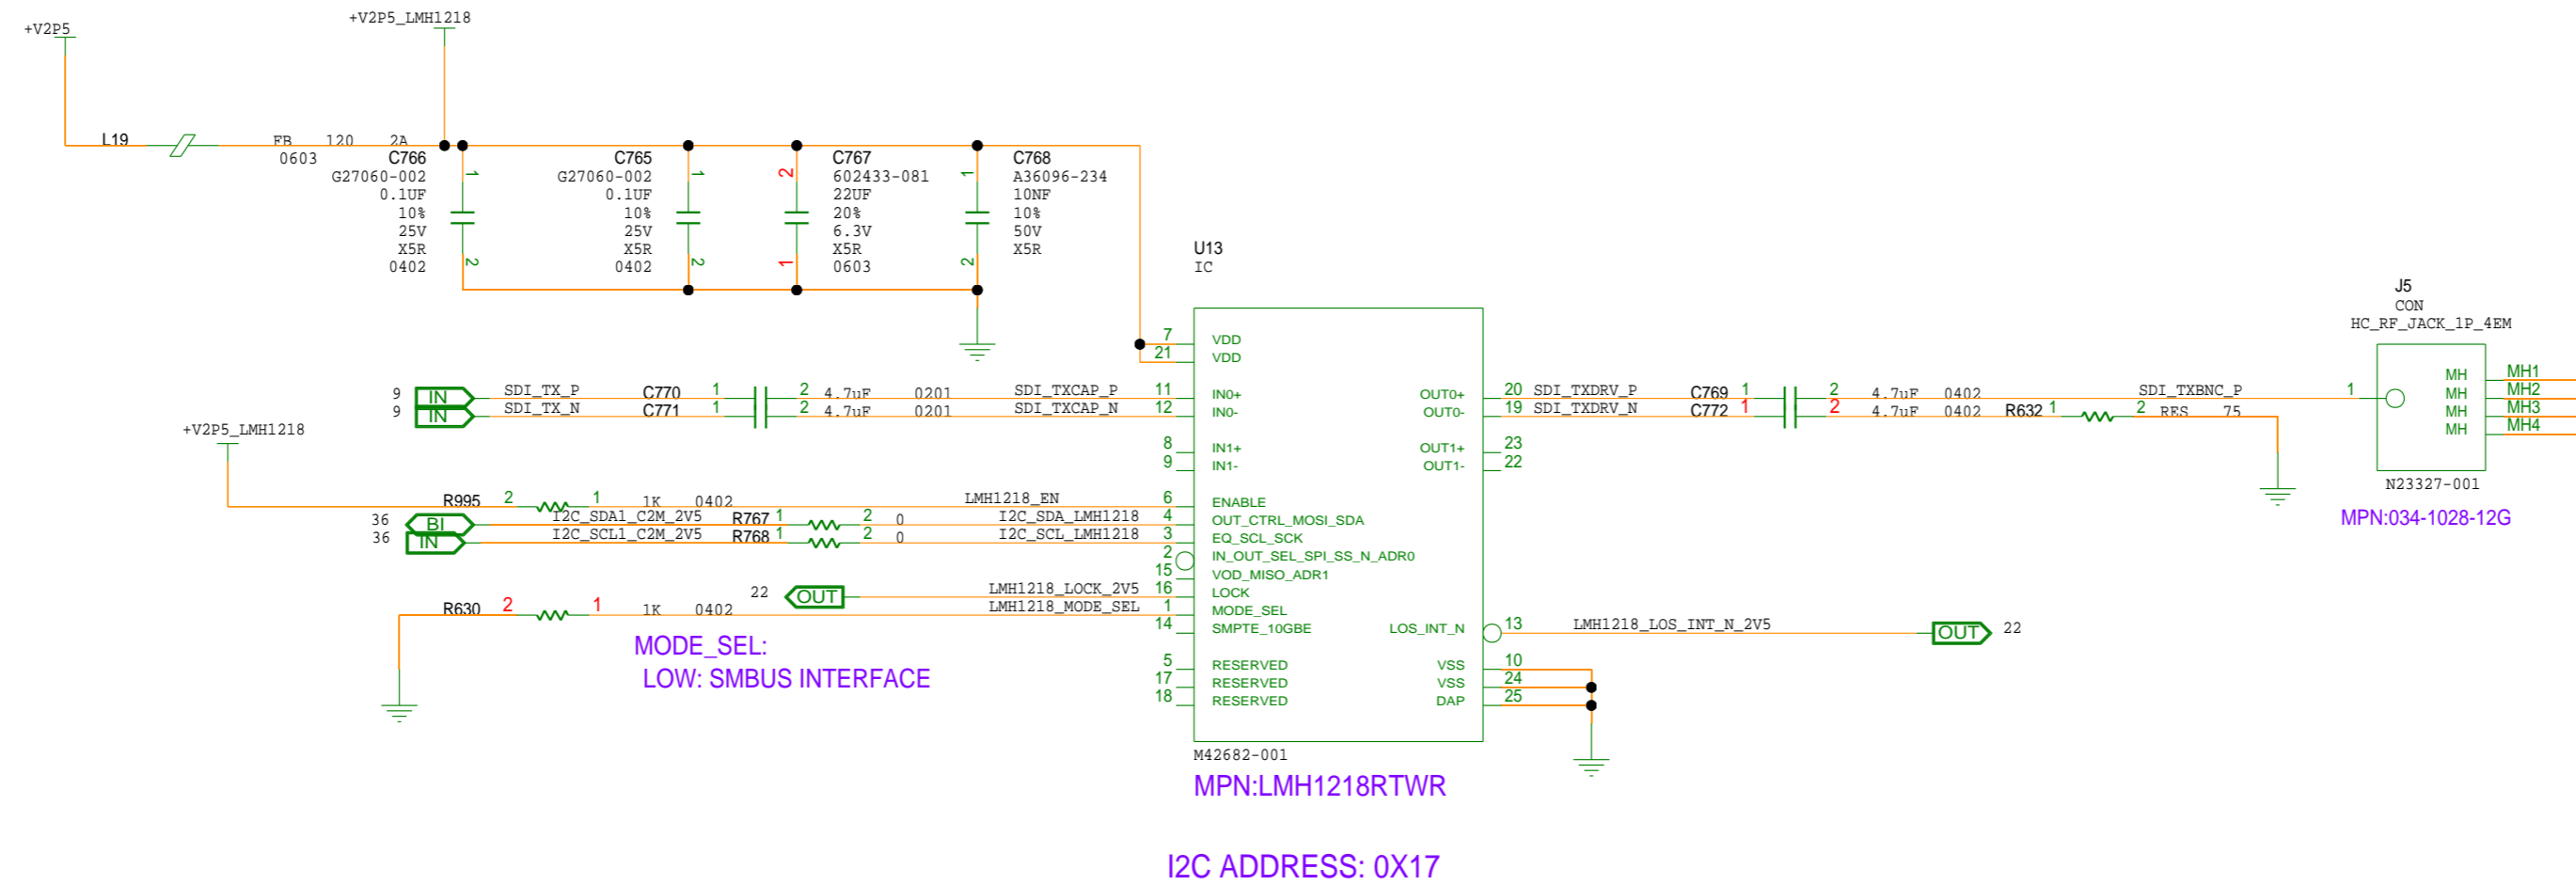 +V2P5
+V2P5_LMH1218
L19
FB 120 2A
0603
C766
G27060-002
0.1UF
10%
25V
X5R
0402
1
2
C765
G27060-002
0.1UF
10%
25V
X5R
0402
1
2
2
1
C767
602433-081
22UF
20%
6.3V
X5R
0603
1
2
C768
A36096-234
10NF
10%
50V
X5R
U13
IC
7 VDD
21 VDD
9 IN SDI_TX_P C770 1 2 4.7uF 0201 SDI_TXCAP_P 11 IN0+
9 IN SDI_TX_N C771 1 2 4.7uF 0201 SDI_TXCAP_N 12 IN0-
8 IN1+
9 IN1-
+V2P5_LMH1218
R995 2 1 1K 0402 LMH1218_EN 6 ENABLE
36 BI I2C_SDA1_C2M_2V5 R767 1 2 0 I2C_SDA_LMH1218 4 OUT_CTRL_MOSI_SDA
36 IN I2C_SCL1_C2M_2V5 R768 1 2 0 I2C_SCL_LMH1218 3 EQ_SCL_SCK
2 IN_OUT_SEL_SPI_SS_N_ADR0
15 VOD_MISO_ADR1
22 OUT LMH1218_LOCK_2V5 16 LOCK
R630 2 1 1K 0402 LMH1218_MODE_SEL 1 MODE_SEL
14 SMPTE_10GBE
MODE_SEL:
LOW: SMBUS INTERFACE
5 RESERVED
17 RESERVED
18 RESERVED
OUT0+ 20 SDI_TXDRV_P C769 1 2 4.7uF 0402 SDI_TXBNC_P 1
OUT0- 19 SDI_TXDRV_N C772 1 2 4.7uF 0402 R632 1 2 RES 75
OUT1+ 23
OUT1- 22
LOS_INT_N 13 LMH1218_LOS_INT_N_2V5 OUT 22
VSS 10
VSS 24
DAP 25
M42682-001
MPN:LMH1218RTWR
I2C ADDRESS: 0X17
J5
CON
HC_RF_JACK_1P_4EM
MH MH1
MH MH2
MH MH3
MH MH4
N23327-001
MPN:034-1028-12G